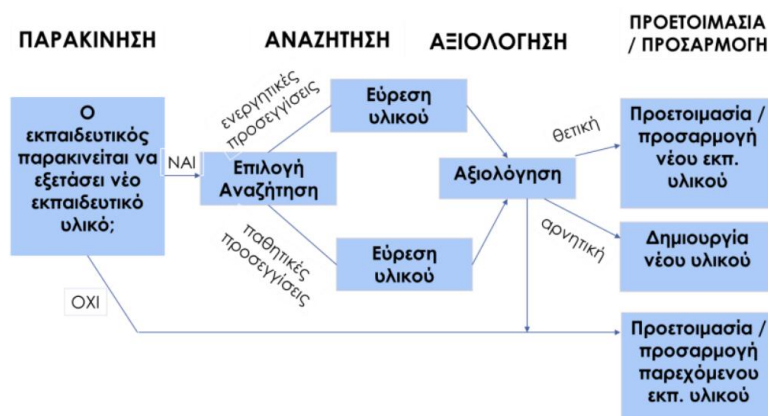 ΠΑΡΑΚΙΝΗΣΗ
ΑΝΑΖΗΤΗΣΗ
ΑΞΙΟΛΟΓΗΣΗ
ΠΡΟΕΤΟΙΜΑΣΙΑ
/ ΠΡΟΣΑΡΜΟΓΗ
Ο
εκπαιδευτικός
παρακινείται να
εξετάσει νέο
εκπαιδευτικό
υλικό;
ΝΑΙ
ΟΧΙ
Επιλογή
Αναζήτηση
ενεργητικές
προσεγγίσεις
παθητικές
προσεγγίσεις
Εύρεση
υλικού
Εύρεση
υλικού
Αξιολόγηση
θετική
αρνητική
Προετοιμασία /
προσαρμογή
νέου εκπ.
υλικού
Δημιουργία
νέου υλικού
Προετοιμασία /
προσαρμογή
παρεχόμενου
εκπ. υλικού